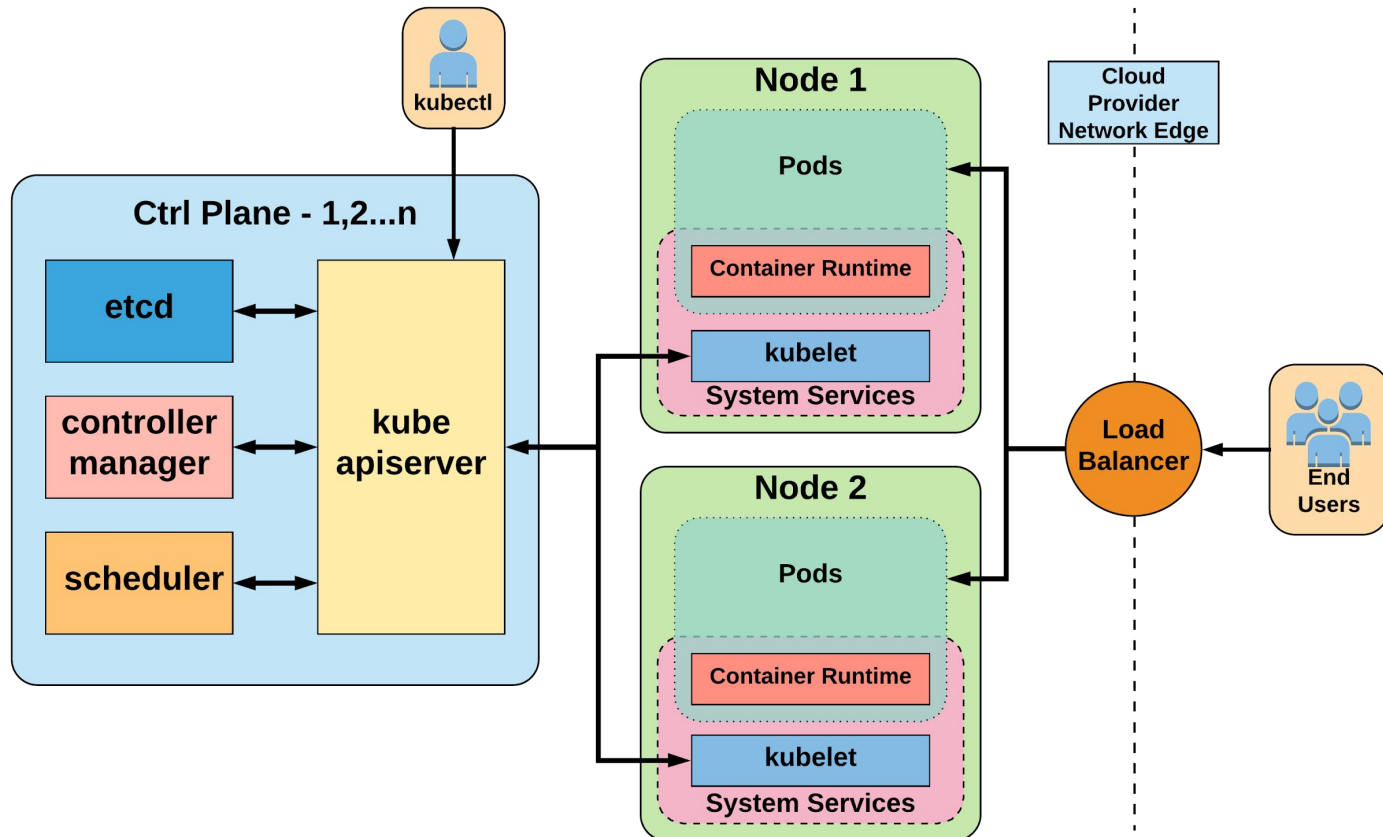 kubectl
Ctrl Plane - 1,2...n
etcd
controller
manager
scheduler
kube
apiserver
Node 1
Pods
Container Runtime
kubelet
System Services
Node 2
Pods
Container Runtime
kubelet
System Services
Cloud
Provider
Network Edge
Load
Balancer
End
Users